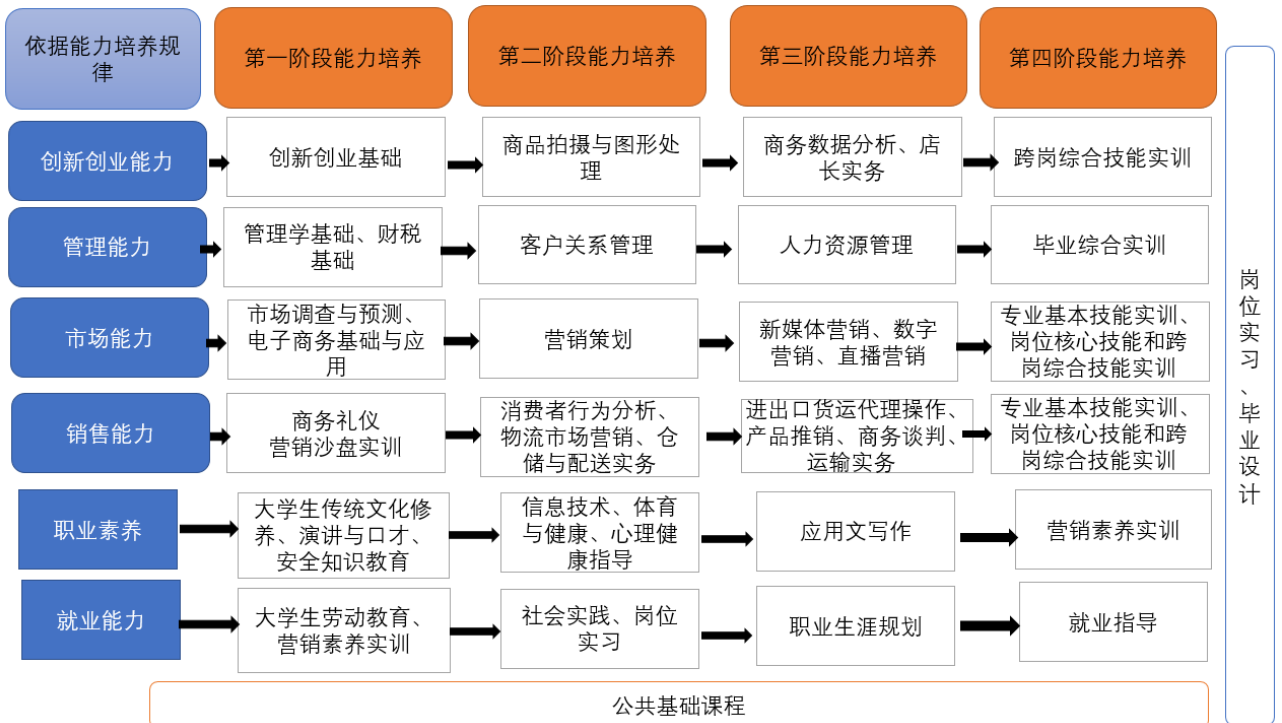 依据能力培养规
律
第一阶段能力培养
第二阶段能力培养
第三阶段能力培养
第四阶段能力培养
创新创业能力
创新创业基础
商品拍摄与图形处
理
商务数据分析、店
长实务
跨岗综合技能实训
管理能力
管理学基础、财税
基础
客户关系管理
人力资源管理
毕业综合实训
市场能力
市场调查与预测、
电子商务基础与应
用
营销策划
新媒体营销、数字
营销、直播营销
专业基本技能实训、
岗位核心技能和跨
岗综合技能实训
销售能力
商务礼仪
营销沙盘实训
消费者行为分析、
物流市场营销、仓
储与配送实务
进出口货运代理操作、
产品推销、商务谈判、
运输实务
专业基本技能实训、
岗位核心技能和跨
岗综合技能实训
职业素养
大学生传统文化修
养、演讲与口才、
安全知识教育
信息技术、体育
与健康、心理健
康指导
应用文写作
营销素养实训
就业能力
大学生劳动教育、
营销素养实训
社会实践、岗位
实习
职业生涯规划
就业指导
岗位实习、毕业设计
公共基础课程